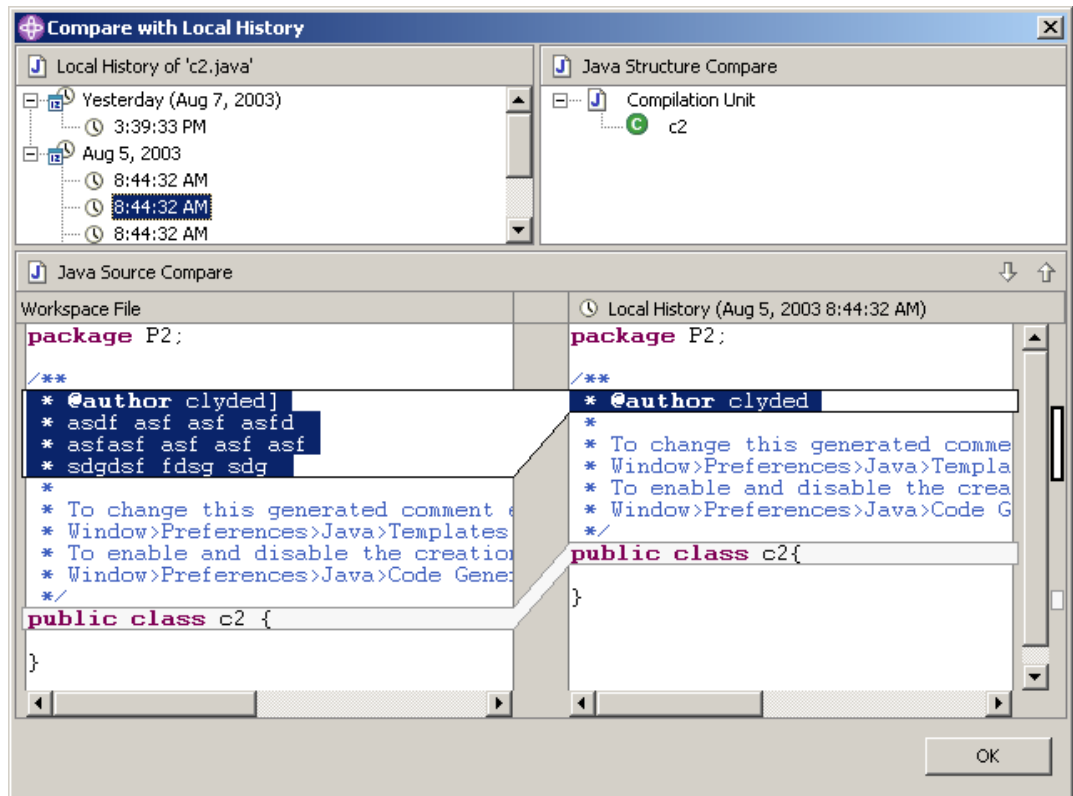 Compare with Local History
Local History of 'c2.java'
Yesterday (Aug 7, 2003)
3:39:33 PM
Aug 5, 2003
8:44:32 AM
8:44:32 AM
8:44:32 AM
Java Structure Compare
Compilation Unit
c2
Java Source Compare
Workspace File
package P2;
/**
* @author clyded]
* asdf asf asf asfd
* asfasf asf asf asf
* sdgdsf fdsg sdg
*
* To change this generated comment
* Window>Preferences>Java>Templates
* To enable and disable the creation
* Window>Preferences>Java>Code Gene
*/
public class c2 {
}
Local History (Aug 5, 2003 8:44:32 AM)
package P2;
/**
* @author clyded
*
* To change this generated comme
* Window>Preferences>Java>Templa
* To enable and disable the crea
* Window>Preferences>Java>Code G
*/
public class c2{
}
OK